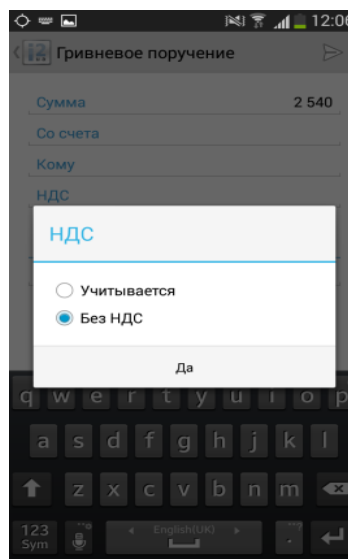 12:06
i2 Гривневое поручение
Сумма 2 540
Со счета
Кому
НДС
НДС
Учитывается
Без НДС
Да
q w e r t y u i o p
a s d f g h j k l
z x c v b n m
123
Sym
English(UK)